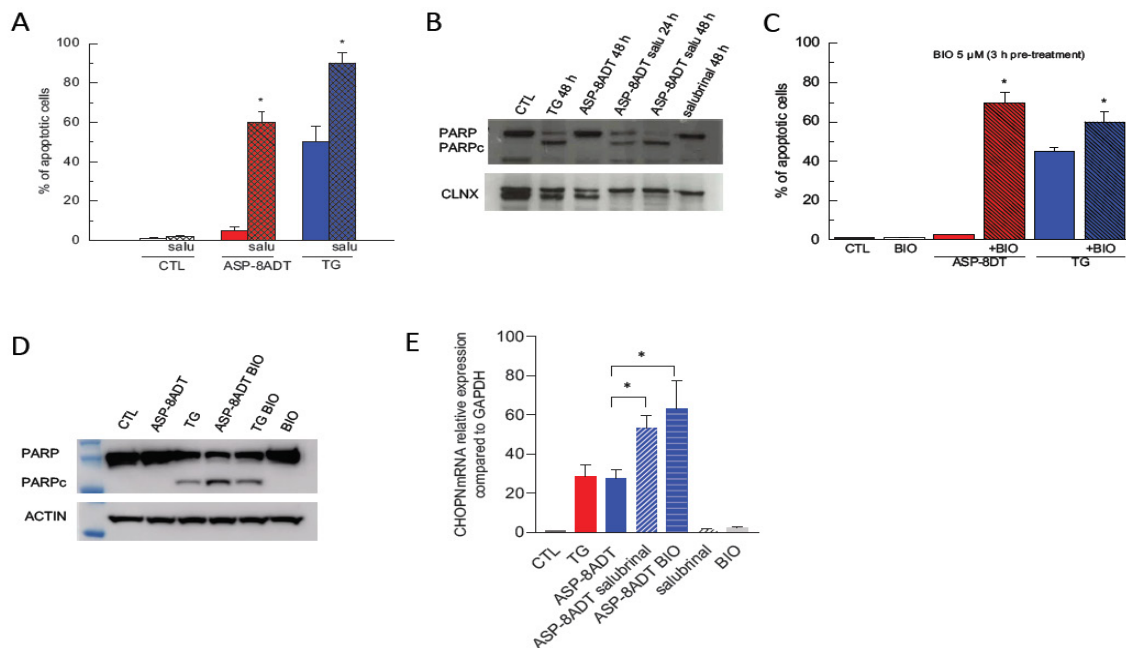 A
% of apoptotic cells
100
80
60
40
20
0
*
*
salu
salu
salu
CTL
ASP-8ADT
TG
B
CTL
TG 48 h
ASP-8ADT 48 h
ASP-8ADT salu 24 h
ASP-8ADT salu 48 h
salubrinal 48 h
PARP
PARPc
CLNX
C
BIO 5 µM (3 h pre-treatment)
% of apoptotic cells
100
80
60
40
20
0
*
*
CTL
BIO
+BIO
+BIO
ASP-8DT
TG
D
CTL
ASP-8ADT
TG
ASP-8ADT BIO
TG BIO
BIO
PARP
PARPc
ACTIN
E
CHOPNmRNA relative expression
compared to GAPDH
100
80
60
40
20
0
*
*
CTL
TG
ASP-8ADT
ASP-8ADT salubrinal
ASP-8ADT BIO
salubrinal
BIO